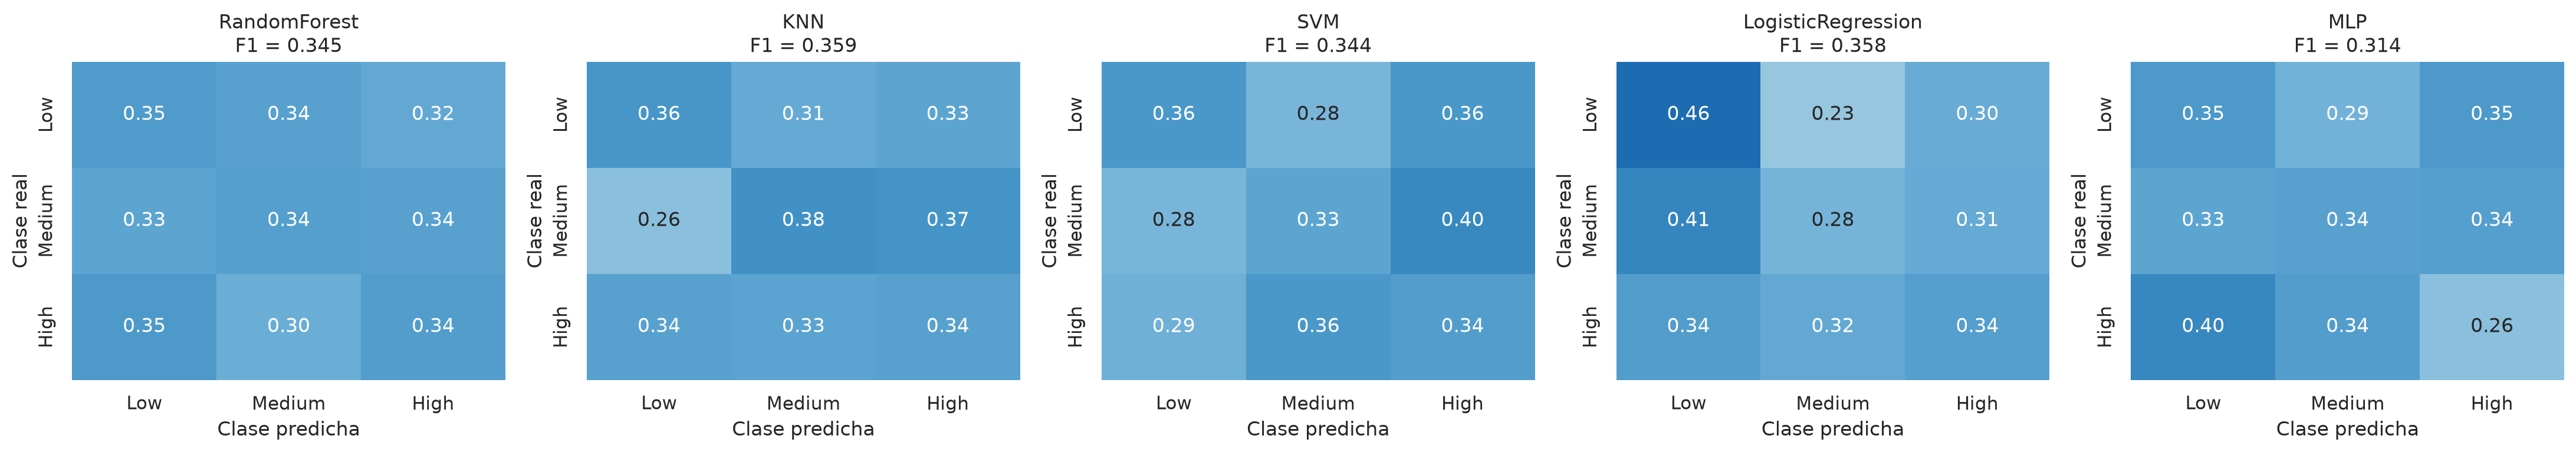 RandomForest
F1 = 0.345
Clase real
Low
Medium
High
0.35 0.34 0.32
0.33 0.34 0.34
0.35 0.30 0.34
Low Medium High
Clase predicha
KNN
F1 = 0.359
Clase real
Low
Medium
High
0.36 0.31 0.33
0.26 0.38 0.37
0.34 0.33 0.34
Low Medium High
Clase predicha
SVM
F1 = 0.344
Clase real
Low
Medium
High
0.36 0.28 0.36
0.28 0.33 0.40
0.29 0.36 0.34
Low Medium High
Clase predicha
LogisticRegression
F1 = 0.358
Clase real
Low
Medium
High
0.46 0.23 0.30
0.41 0.28 0.31
0.34 0.32 0.34
Low Medium High
Clase predicha
MLP
F1 = 0.314
Clase real
Low
Medium
High
0.35 0.29 0.35
0.33 0.34 0.34
0.40 0.34 0.26
Low Medium High
Clase predicha